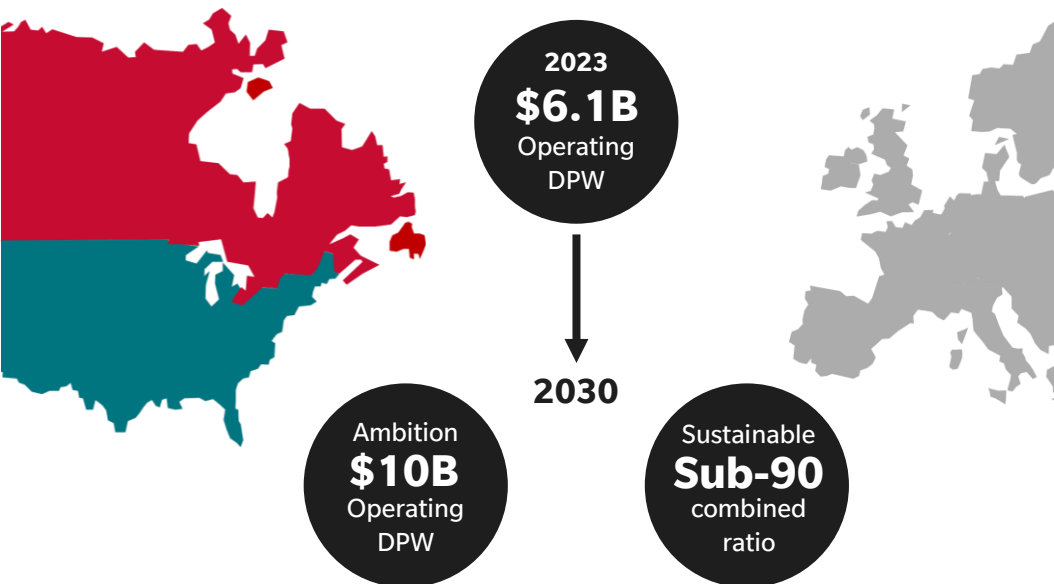 2023
$6.1B
Operating
DPW
2030
Ambition
$10B
Operating
DPW
Sustainable
Sub-90
combined
ratio